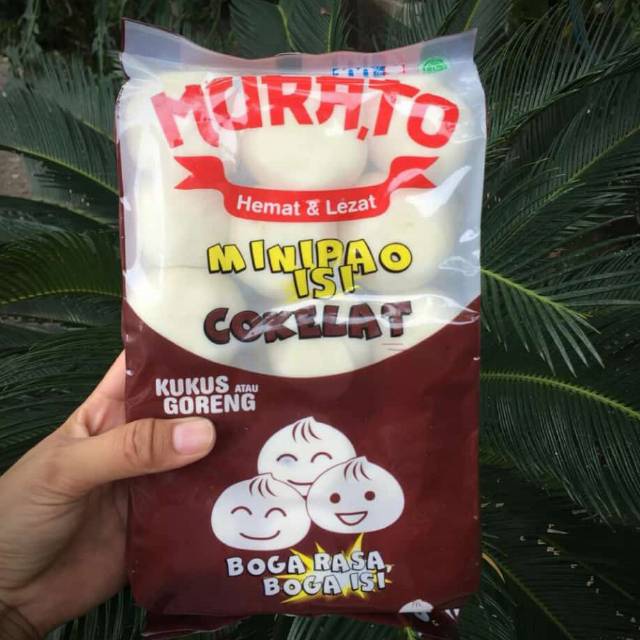 MURATO
Hemat & Lezat
MINIPAO
ISI
COKELAT
KUKUS ATAU
GORENG
BOGA RASA,
BOGA ISI